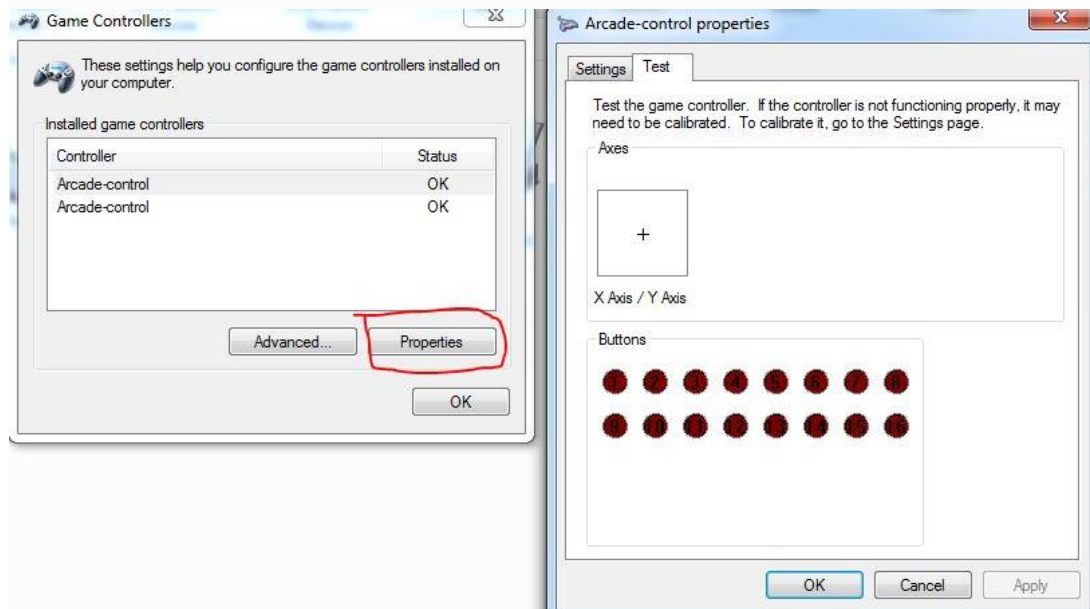 Game Controllers
These settings help you configure the game controllers installed on
your computer.
Installed game controllers
Controller Status
Arcade-control OK
Arcade-control OK
Advanced... Properties
OK
Arcade-control properties
Settings Test
Test the game controller. If the controller is not functioning properly, it may
need to be calibrated. To calibrate it, go to the Settings page.
Axes
X Axis / Y Axis
Buttons
1 2 3 4 5 6 7 8
9 10 11 12 13 14 15 16
OK Cancel Apply